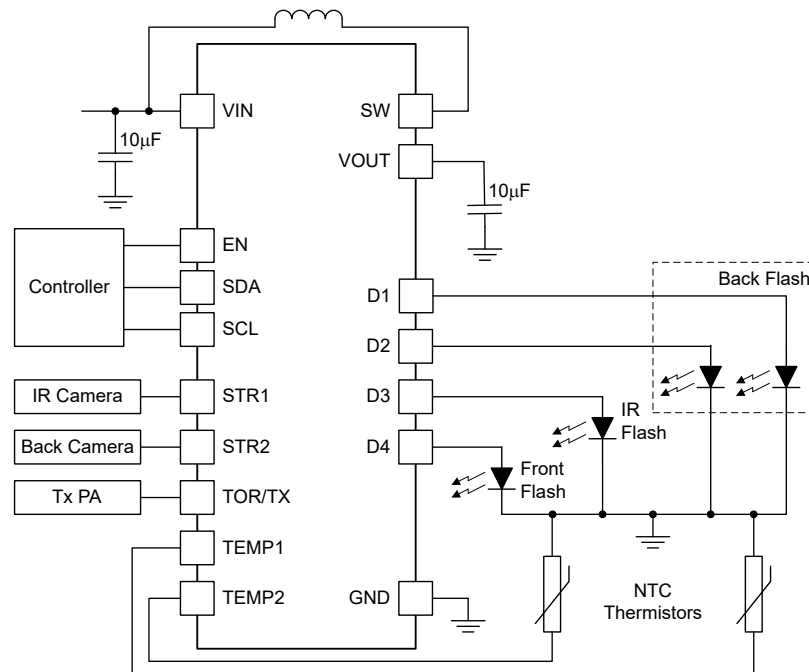 VIN
SW
10μF
VOUT
10μF
EN
Controller
SDA
SCL
D1
Back Flash
D2
IR Camera
STR1
D3
IR
Flash
Back Camera
STR2
D4
Front
Flash
Tx PA
TOR/TX
TEMP1
TEMP2
GND
NTC
Thermistors